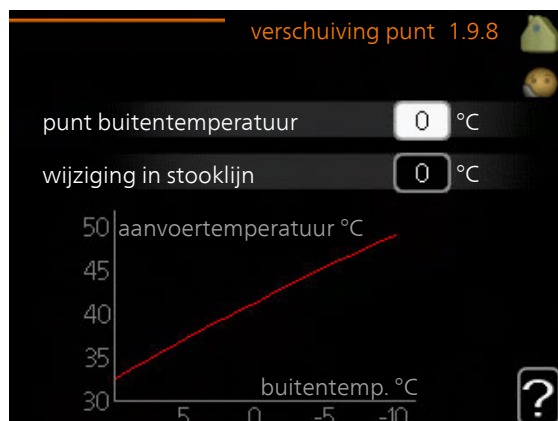 verschuiving punt 1.9.8
punt buitentemperatuur 0 °C
wijziging in stooklijn 0 °C
50 aanvoertemperatuur °C
45
40
35
buitentemp. °C
30
5 0 -5 -10
?